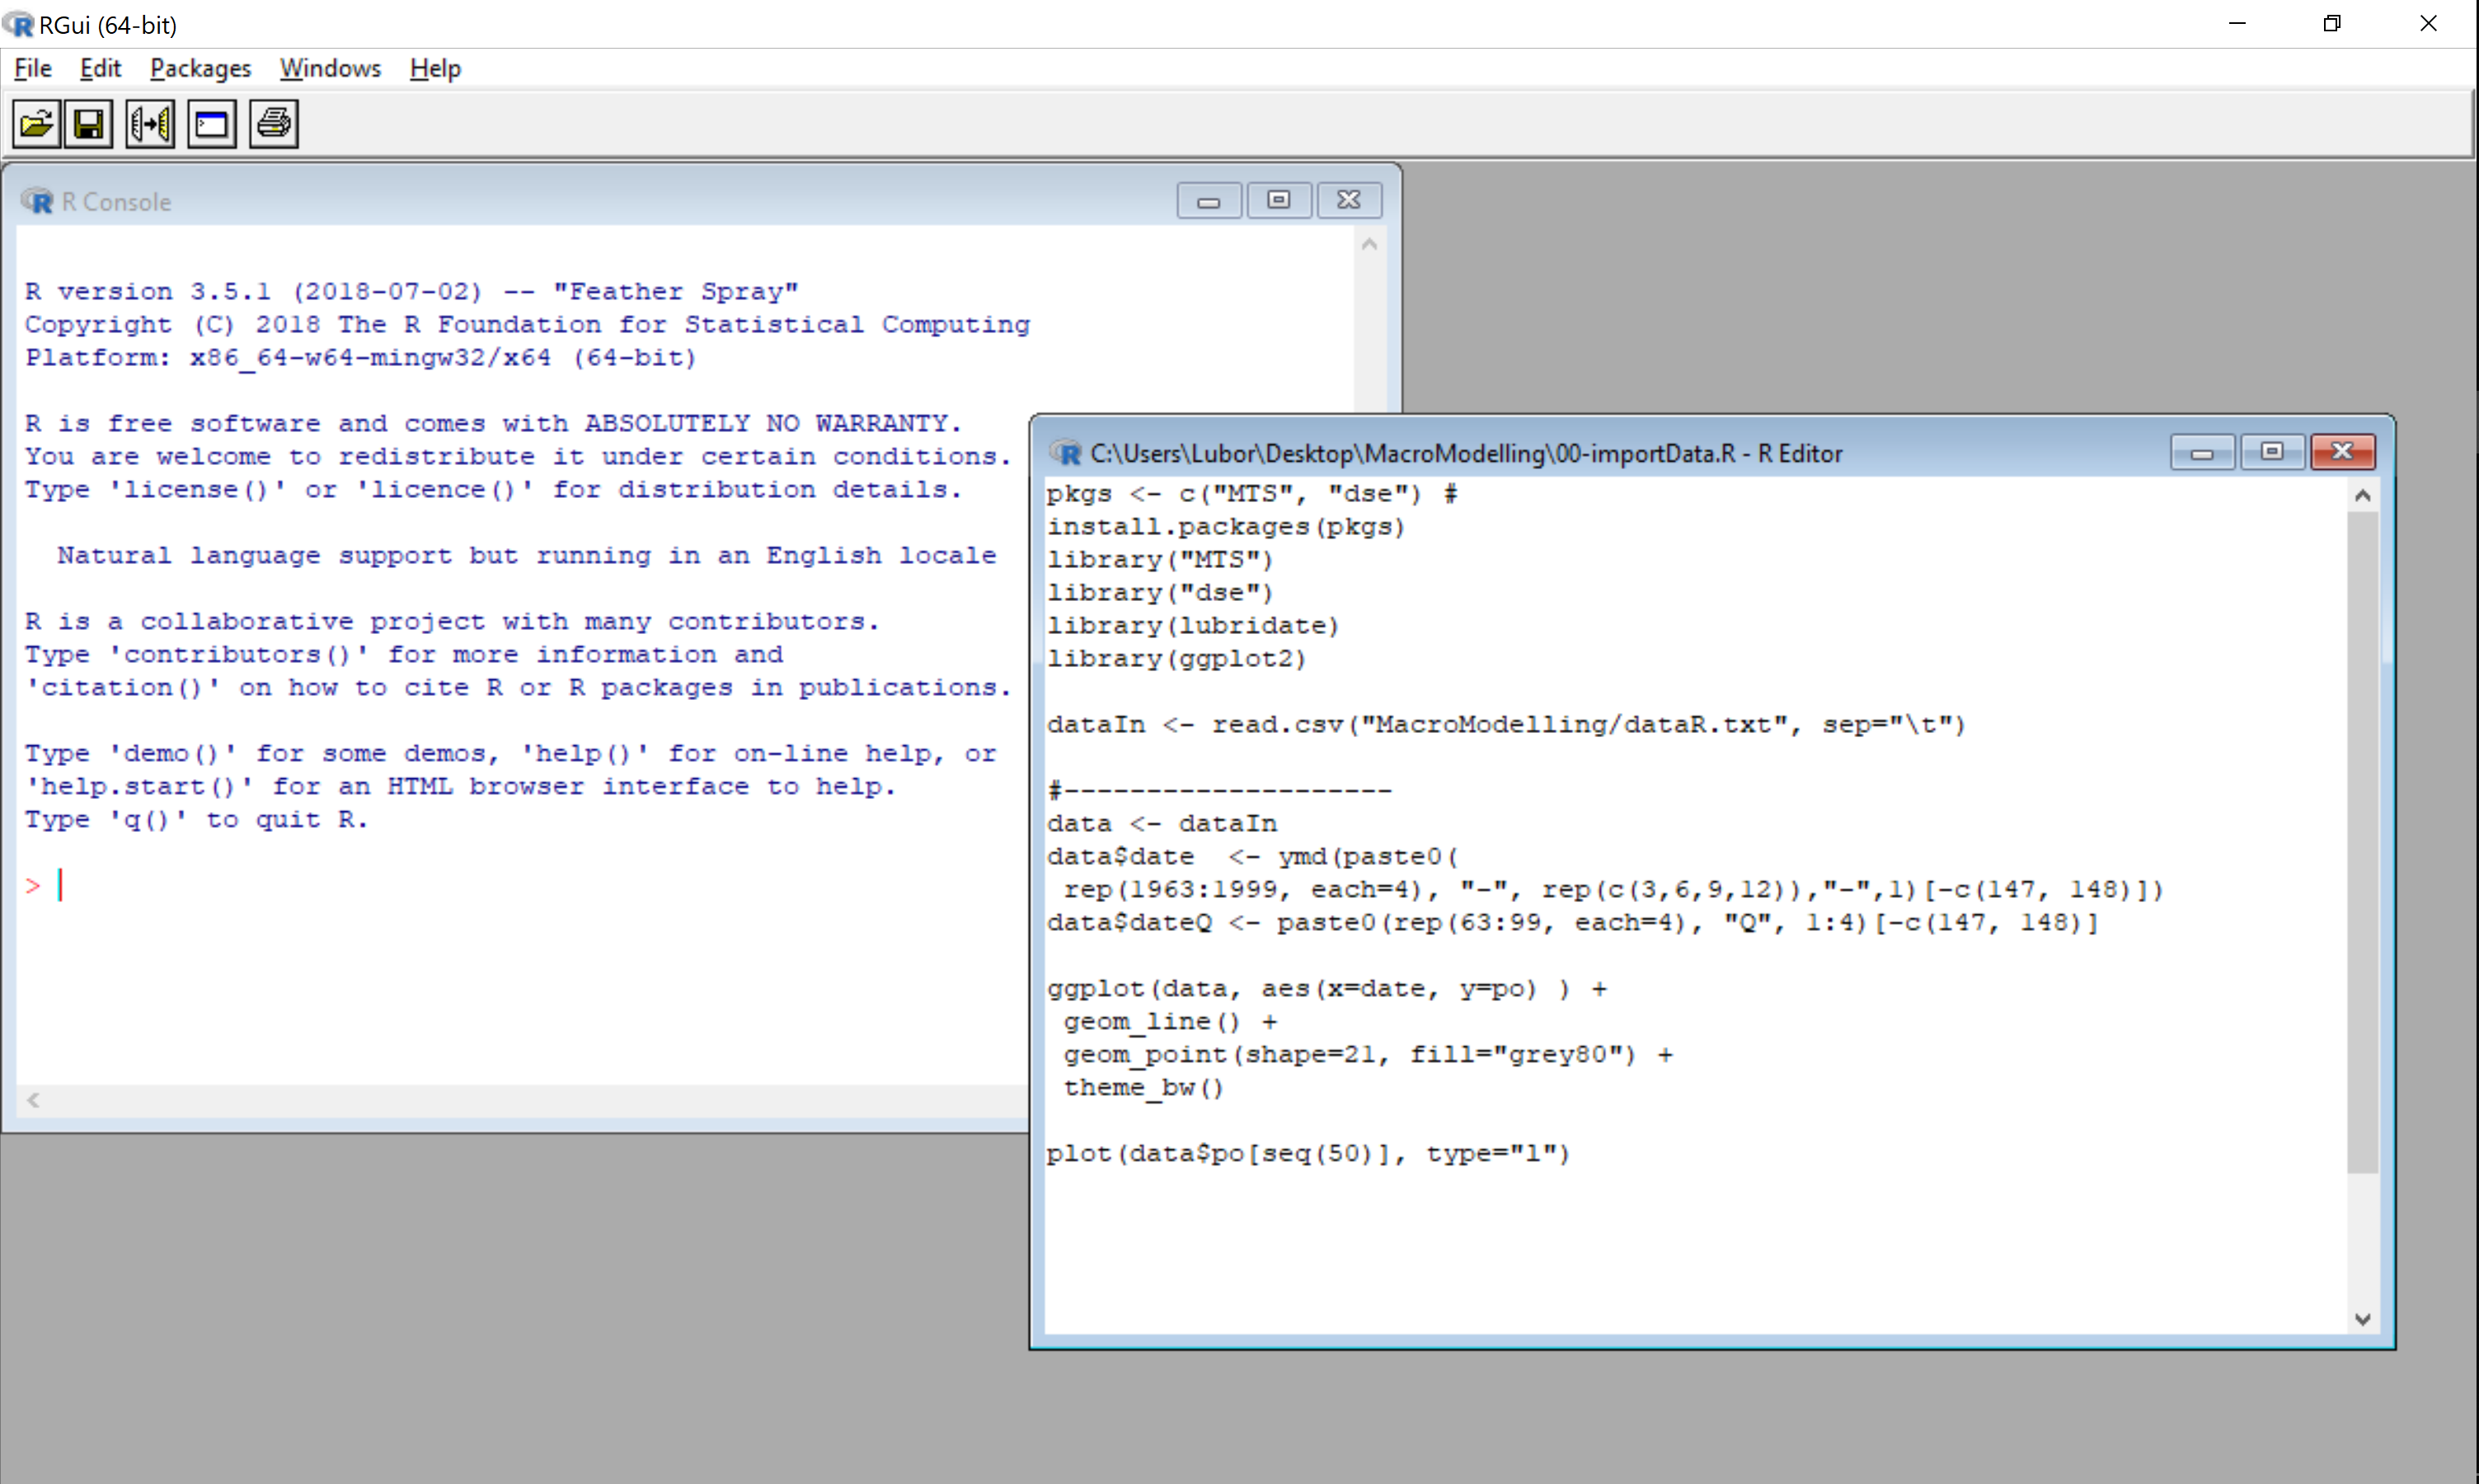 RGui (64-bit)
File Edit Packages Windows Help
R Console
R version 3.5.1 (2018-07-02) -- "Feather Spray"
Copyright (C) 2018 The R Foundation for Statistical Computing
Platform: x86_64-w64-mingw32/x64 (64-bit)
R is free software and comes with ABSOLUTELY NO WARRANTY.
You are welcome to redistribute it under certain conditions.
Type 'license()' or 'licence()' for distribution details.
  Natural language support but running in an English locale
R is a collaborative project with many contributors.
Type 'contributors()' for more information and
'citation()' on how to cite R or R packages in publications.
Type 'demo()' for some demos, 'help()' for on-line help, or
'help.start()' for an HTML browser interface to help.
Type 'q()' to quit R.
>
C:\Users\Lubor\Desktop\MacroModelling\00-importData.R - R Editor
pkgs <- c("MTS", "dse") #
install.packages(pkgs)
library("MTS")
library("dse")
library(lubridate)
library(ggplot2)
dataIn <- read.csv("MacroModelling/dataR.txt", sep="\t")
#--------------------
data <- dataIn
data$date  <- ymd(paste0(
 rep(1963:1999, each=4), "-", rep(c(3,6,9,12)),"-",1)[-c(147, 148)])
data$dateQ <- paste0(rep(63:99, each=4), "Q", 1:4)[-c(147, 148)]
ggplot(data, aes(x=date, y=po) ) +
 geom_line() +
 geom_point(shape=21, fill="grey80") +
 theme_bw()
plot(data$po[seq(50)], type="l")